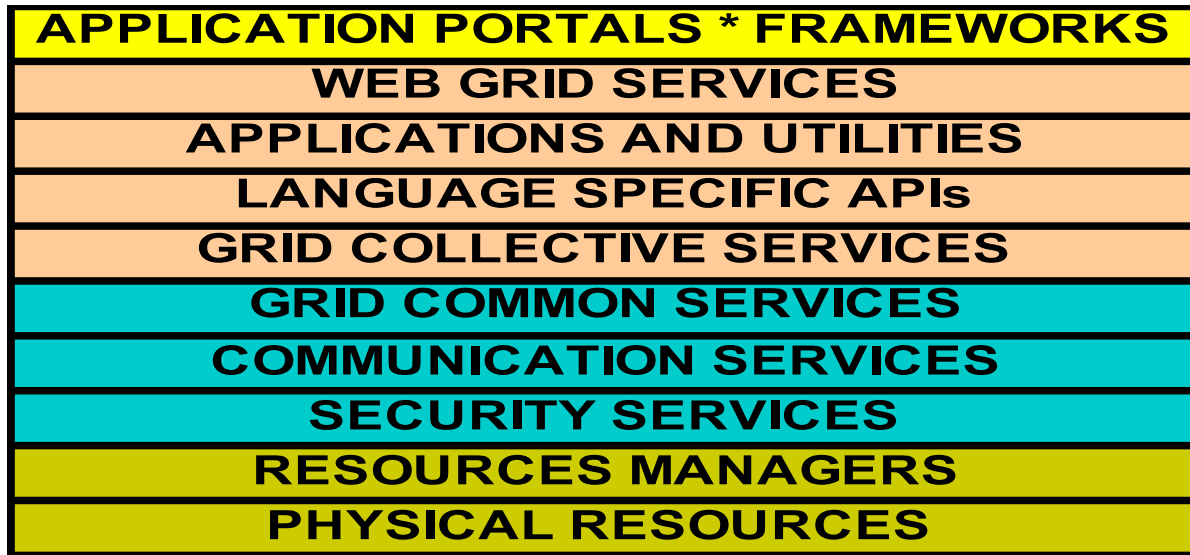 APPLICATION PORTALS * FRAMEWORKS
WEB GRID SERVICES
APPLICATIONS AND UTILITIES
LANGUAGE SPECIFIC APIs
GRID COLLECTIVE SERVICES
GRID COMMON SERVICES
COMMUNICATION SERVICES
SECURITY SERVICES
RESOURCES MANAGERS
PHYSICAL RESOURCES